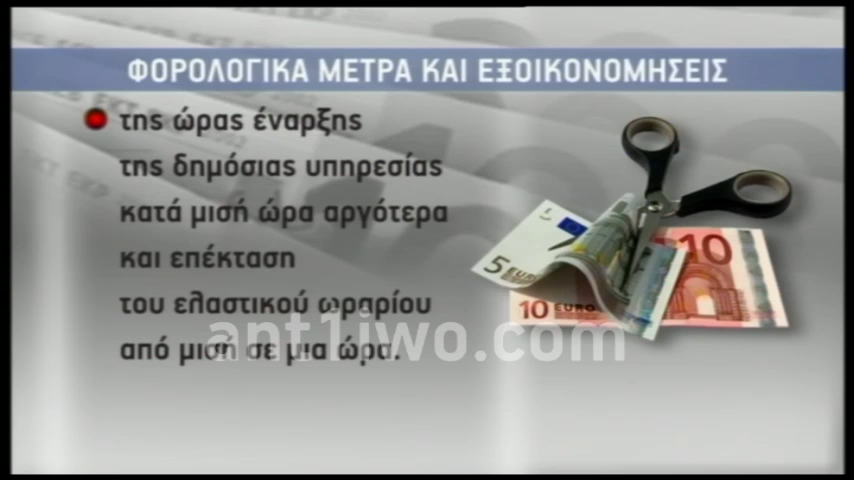 ΦΟΡΟΛΟΓΙΚΑ ΜΕΤΡΑ ΚΑΙ ΕΞΟΙΚΟΝΟΜΗΣΕΙΣ
της ώρας έναρξης
της δημόσιας υπηρεσίας
κατά μισή ώρα αργότερα
και επέκταση
του ελαστικού ωραρίου
από μισή σε μια ώρα.
ant1iwo.com
5 EURO
10
10 EURO